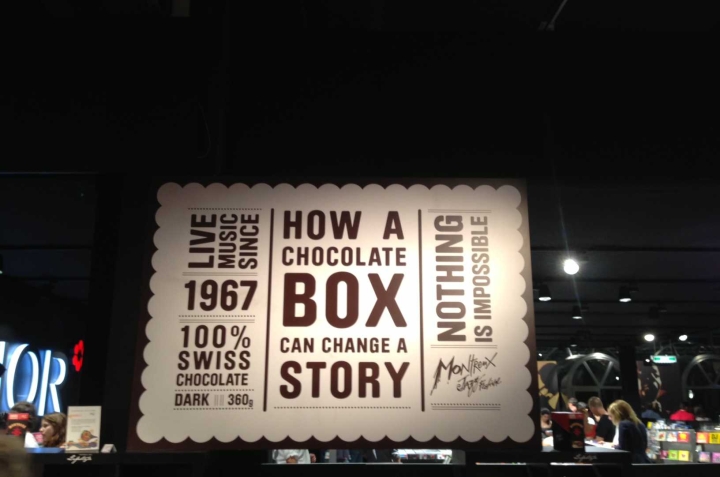 LIVE
MUSIC
SINCE
1967
100%
SWISS
CHOCOLATE
DARK 360g
HOW A
CHOCOLATE
BOX
CAN CHANGE A
STORY
NOTHING
IS IMPOSSIBLE
MONTREUX
Jazz Festival
OR